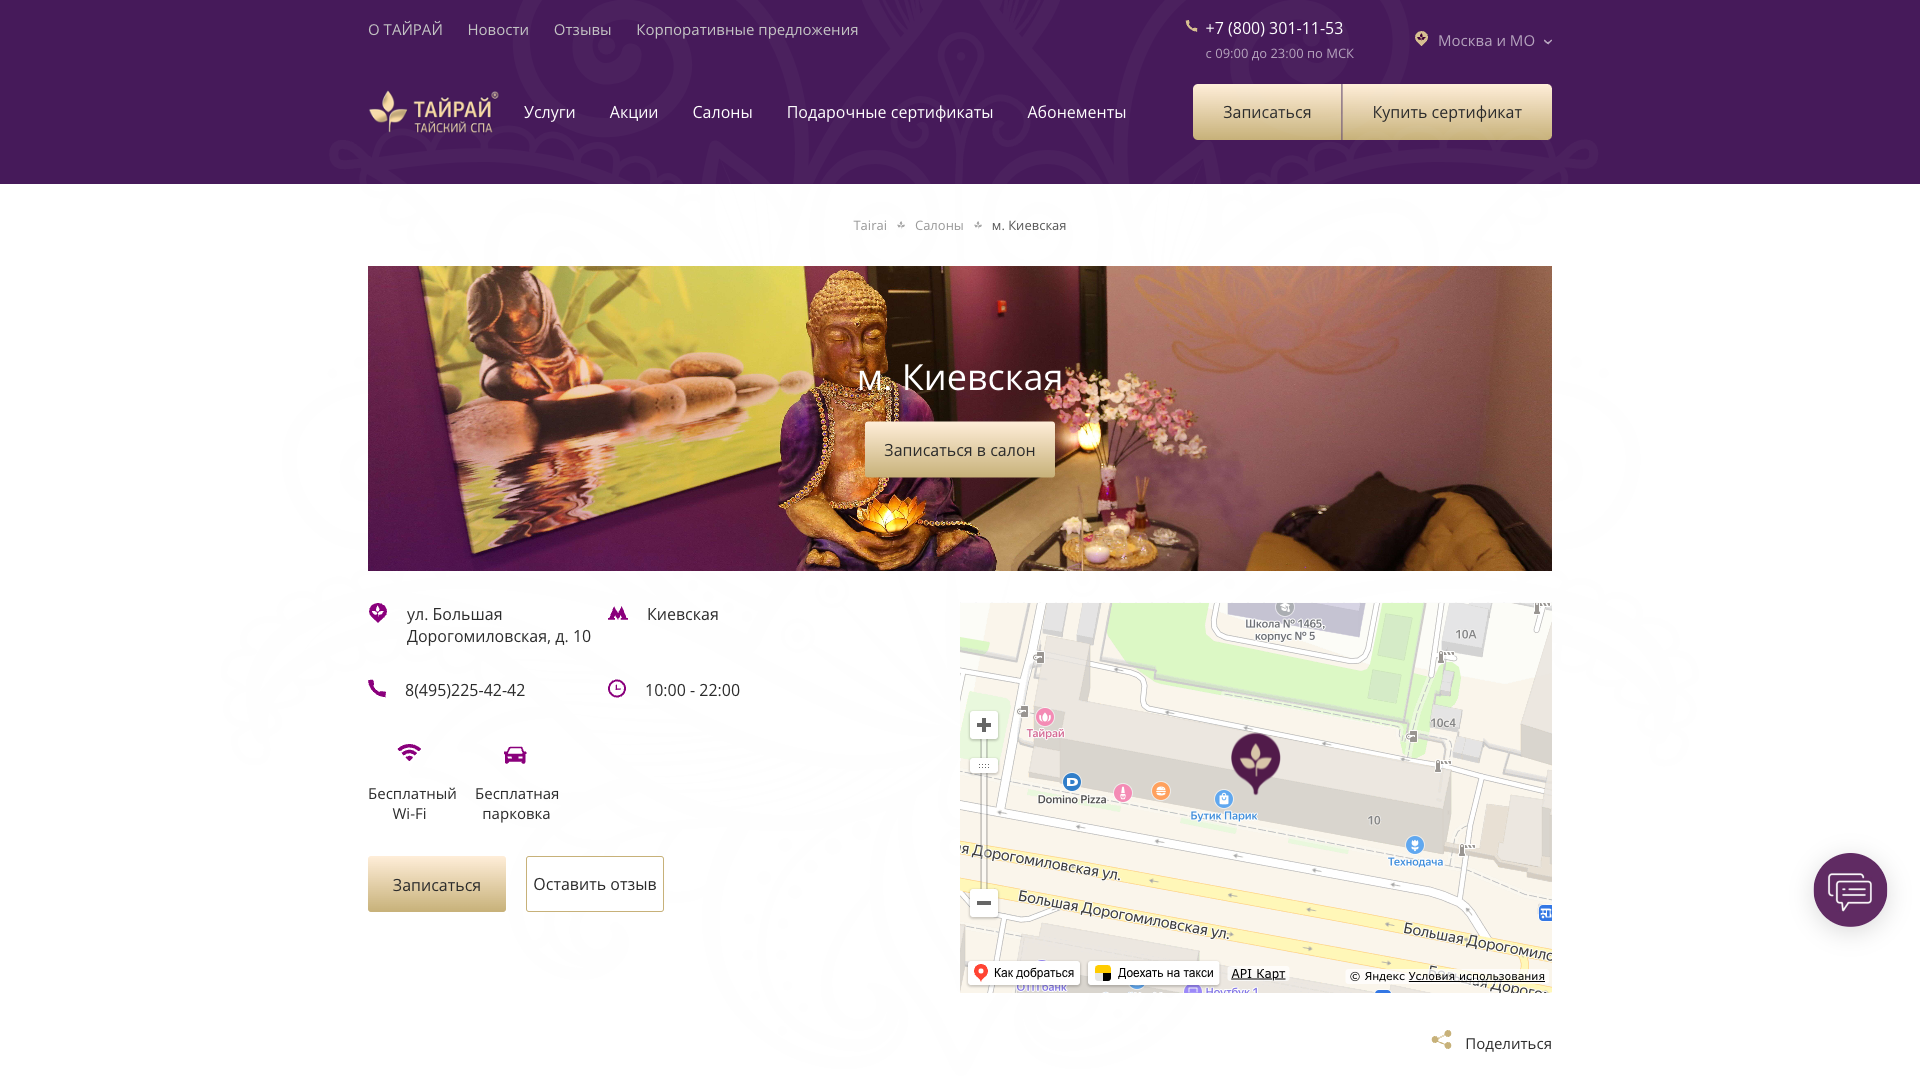 О ТАЙРАЙ
Новости
Отзывы
Корпоративные предложения
+7 (800) 301-11-53
с 09:00 до 23:00 по МСК
Москва и МО
ТАЙРАЙ®
ТАЙСКИЙ СПА
Услуги
Акции
Салоны
Подарочные сертификаты
Абонементы
Записаться
Купить сертификат
Tairai
Салоны
м. Киевская
м. Киевская
Записаться в салон
ул. Большая
Дорогомиловская, д. 10
Киевская
8(495)225-42-42
10:00 - 22:00
Бесплатный
Wi-Fi
Бесплатная
парковка
Записаться
Оставить отзыв
Школа № 1465,
корпус № 5
10А
10с4
Тайрай
Domino Pizza
Бутик Парик
10
Технодача
ая Дорогомиловская ул.
Большая Дорогомиловская ул.
Большая Дорогомило
Как добраться
Доехать на такси
API Карт
© Яндекс Условия использования
ОТП банк
Ноутбук 1
Поделиться